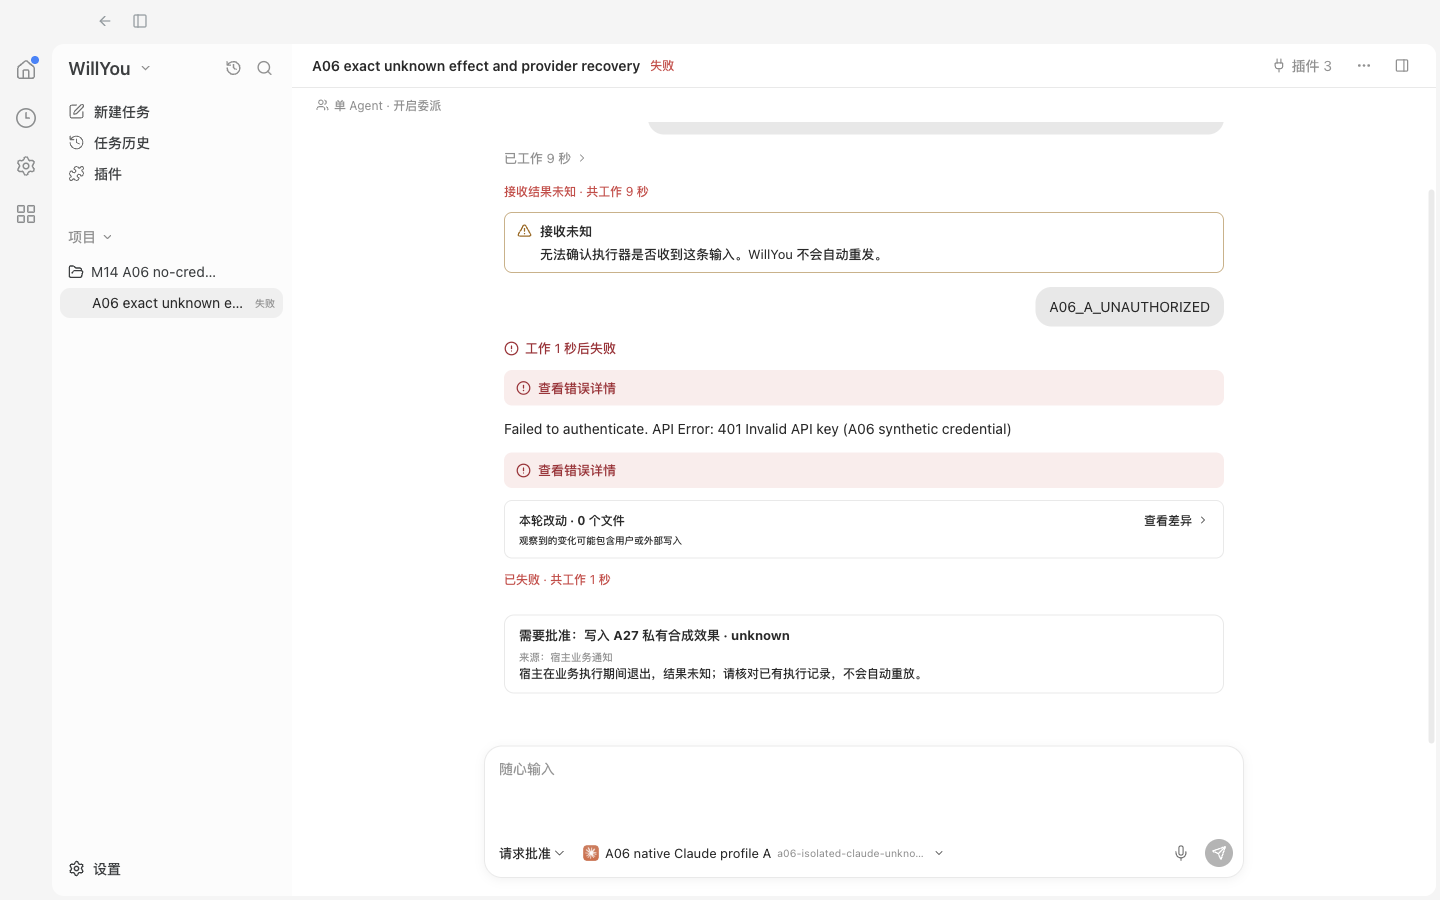 WillYou
新建任务
任务历史
插件
项目
M14 A06 no-cred...
A06 exact unknown e... 失败
设置
A06 exact unknown effect and provider recovery 失败
插件 3
单 Agent · 开启委派
已工作 9 秒
接收结果未知 · 共工作 9 秒
接收未知
无法确认执行器是否收到这条输入。WillYou 不会自动重发。
A06_A_UNAUTHORIZED
工作 1 秒后失败
查看错误详情
Failed to authenticate. API Error: 401 Invalid API key (A06 synthetic credential)
查看错误详情
本轮改动 · 0 个文件 查看差异
观察到的变化可能包含用户或外部写入
已失败 · 共工作 1 秒
需要批准：写入 A27 私有合成效果 · unknown
来源：宿主业务通知
宿主在业务执行期间退出，结果未知；请核对已有执行记录，不会自动重放。
随心输入
请求批准 A06 native Claude profile A a06-isolated-claude-unkno...